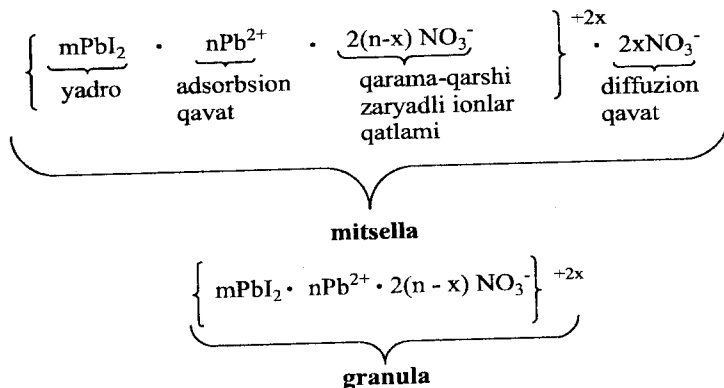 { mPbI₂ · nPb²⁺ · 2(n-x) NO₃⁻ }⁺²ˣ · 2xNO₃⁻
yadro adsorbsion qarama-qarshi diffuzion
qavat zaryadli ionlar qavat
qatlami
mitsella
{ mPbI₂ · nPb²⁺ · 2(n - x) NO₃⁻ }⁺²ˣ
granula